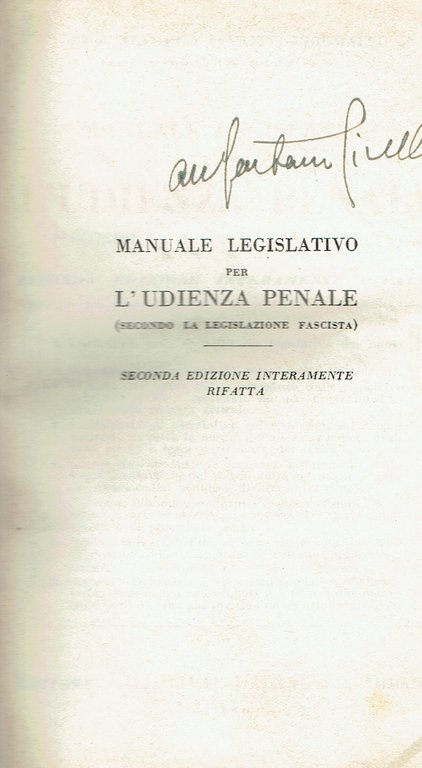 MANUALE LEGISLATIVO
PER
L'UDIENZA PENALE
(SECONDO LA LEGISLAZIONE FASCISTA)
SECONDA EDIZIONE INTERAMENTE
RIFATTA